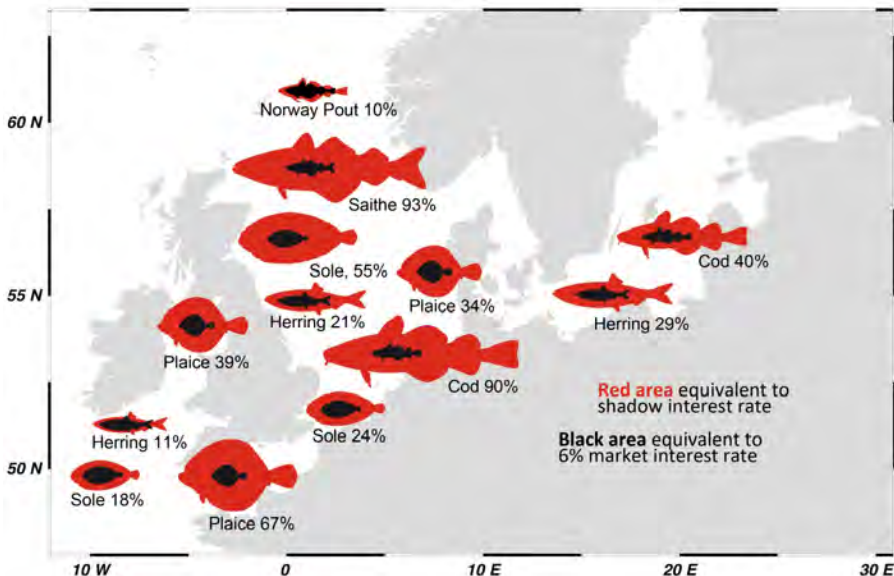 Norway Pout 10%
60 N
Saithe 93%
Sole, 55%
Cod 40%
Plaice 34%
55 N
Herring 21%
Herring 29%
Plaice 39%
Cod 90%
Red area equivalent to
shadow interest rate
Herring 11%
Sole 24%
Black area equivalent to
6% market interest rate
50 N
Sole 18%
Plaice 67%
10 W
0
10 E
20 E
30 E